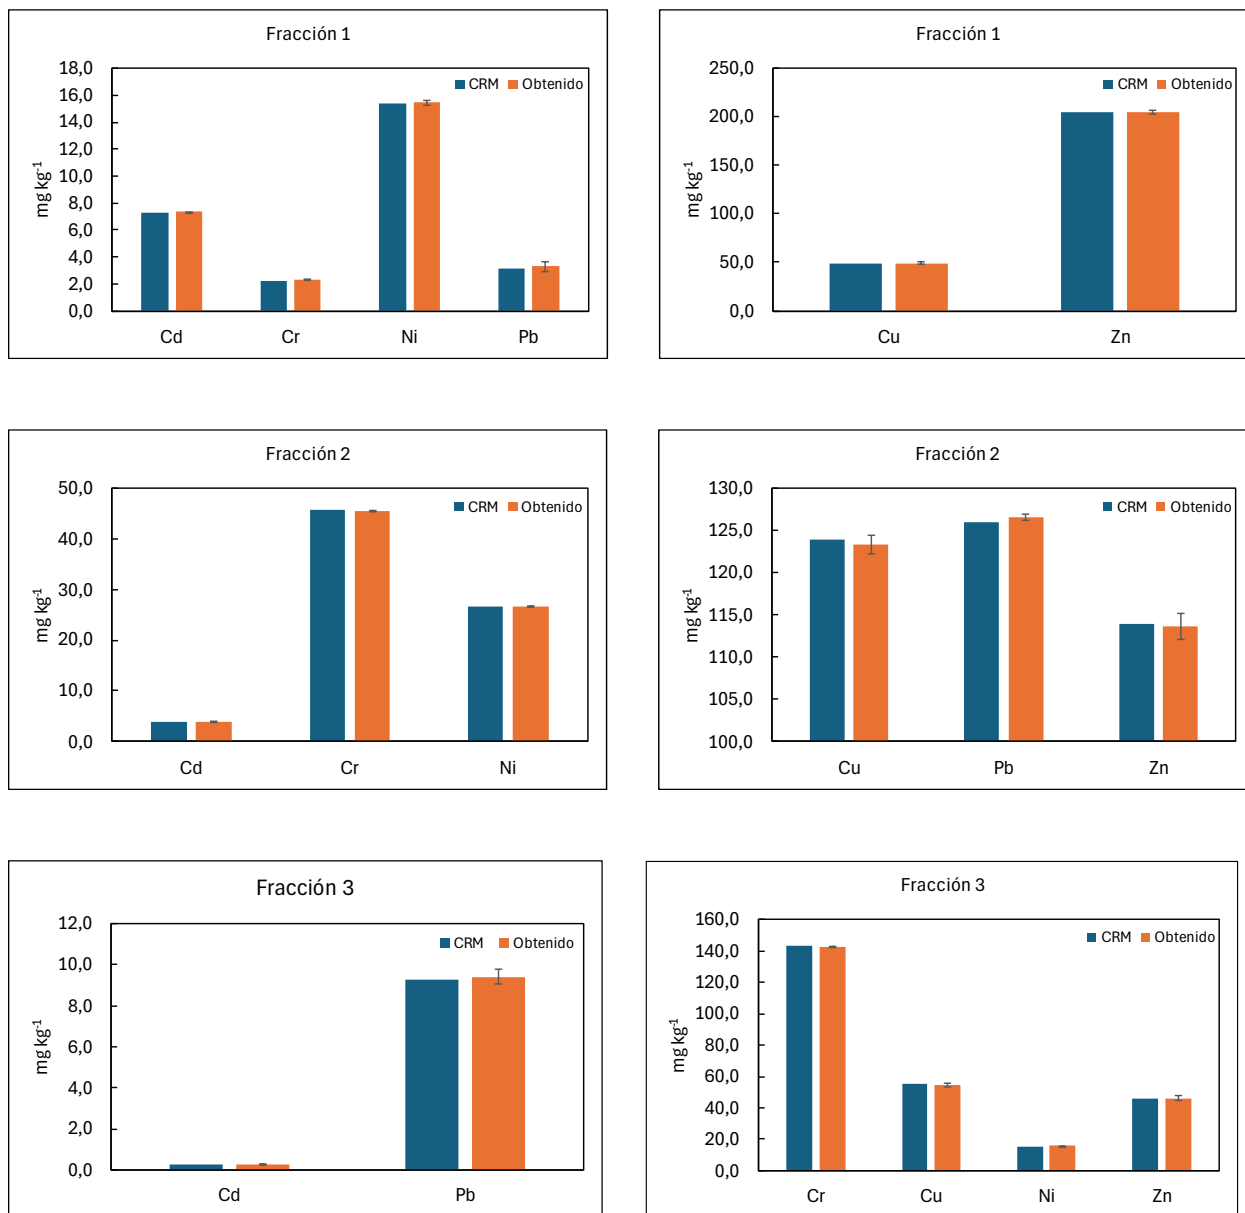 Fracción 1
CRM Obtenido
mg kg⁻¹
18,0
16,0
14,0
12,0
10,0
8,0
6,0
4,0
2,0
0,0
Cd Cr Ni Pb
Fracción 1
CRM Obtenido
mg kg⁻¹
250,0
200,0
150,0
100,0
50,0
0,0
Cu Zn
Fracción 2
CRM Obtenido
mg kg⁻¹
50,0
40,0
30,0
20,0
10,0
0,0
Cd Cr Ni
Fracción 2
CRM Obtenido
mg kg⁻¹
130,0
125,0
120,0
115,0
110,0
105,0
100,0
Cu Pb Zn
Fracción 3
CRM Obtenido
mg kg⁻¹
12,0
10,0
8,0
6,0
4,0
2,0
0,0
Cd Pb
Fracción 3
CRM Obtenido
mg kg⁻¹
160,0
140,0
120,0
100,0
80,0
60,0
40,0
20,0
0,0
Cr Cu Ni Zn